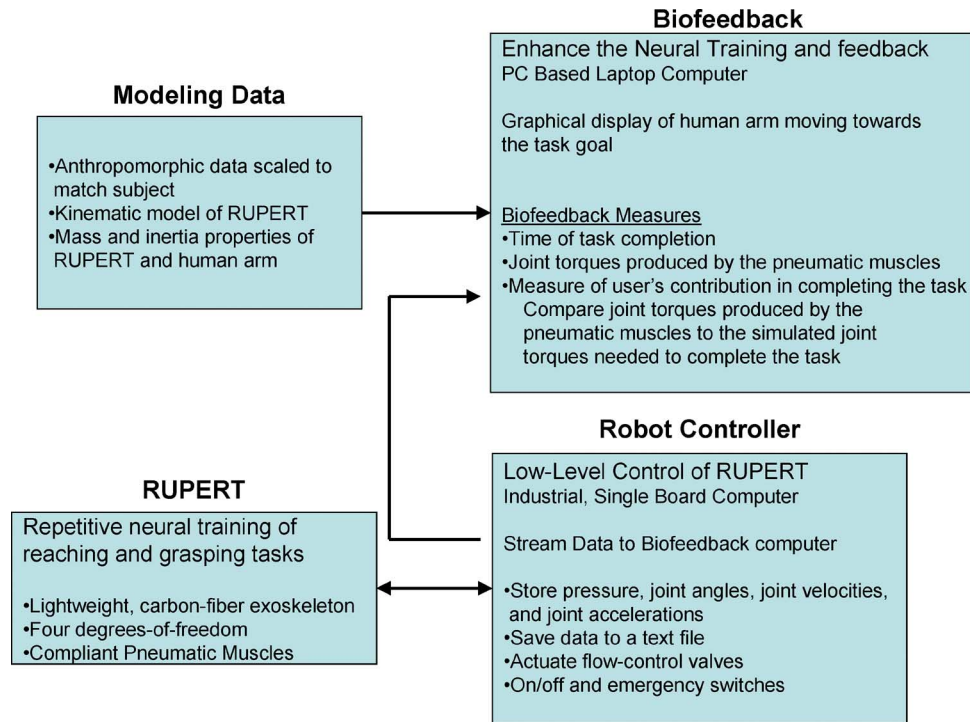 Modeling Data
•Anthropomorphic data scaled to
match subject
•Kinematic model of RUPERT
•Mass and inertia properties of
RUPERT and human arm
Biofeedback
Enhance the Neural Training and feedback
PC Based Laptop Computer
Graphical display of human arm moving towards
the task goal
Biofeedback Measures
•Time of task completion
•Joint torques produced by the pneumatic muscles
•Measure of user's contribution in completing the task
Compare joint torques produced by the
pneumatic muscles to the simulated joint
torques needed to complete the task
RUPERT
Repetitive neural training of
reaching and grasping tasks
•Lightweight, carbon-fiber exoskeleton
•Four degrees-of-freedom
•Compliant Pneumatic Muscles
Robot Controller
Low-Level Control of RUPERT
Industrial, Single Board Computer
Stream Data to Biofeedback computer
•Store pressure, joint angles, joint velocities,
and joint accelerations
•Save data to a text file
•Actuate flow-control valves
•On/off and emergency switches